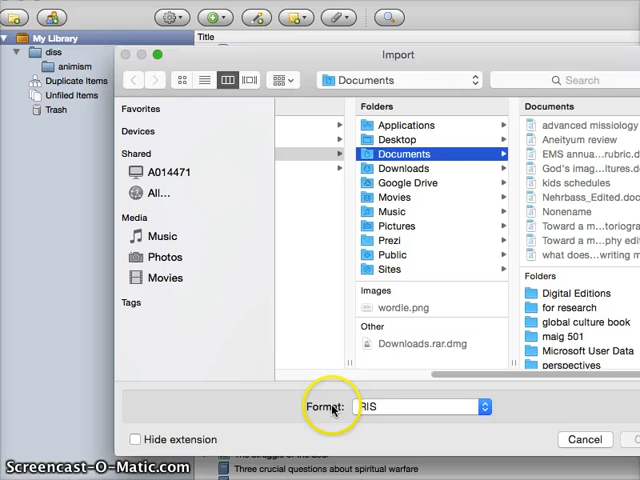 My Library
Title
diss
animism
Duplicate Items
Unfiled Items
Trash
Import
Documents
Search
Favorites
Devices
Shared
A014471
All...
Media
Music
Photos
Movies
Tags
Folders
Applications
Desktop
Documents
Downloads
Google Drive
Movies
Music
Pictures
Prezi
Public
Sites
Images
wordle.png
Other
Downloads.rar.dmg
Documents
advanced missiology
Aneityum review
EMS annua...rubric.
God's imag...
kids schedules
Nehrbass_Edited.doc
Nonename
Toward a m...toriogra
Toward a m...phy edit
what does...writing m
Folders
Digital Editions
for research
global culture book
maig 501
Microsoft User Data
perspectives
Format:
RIS
Hide extension
Cancel
Screencast-O-Matic.com
Three crucial questions about spiritual warfare